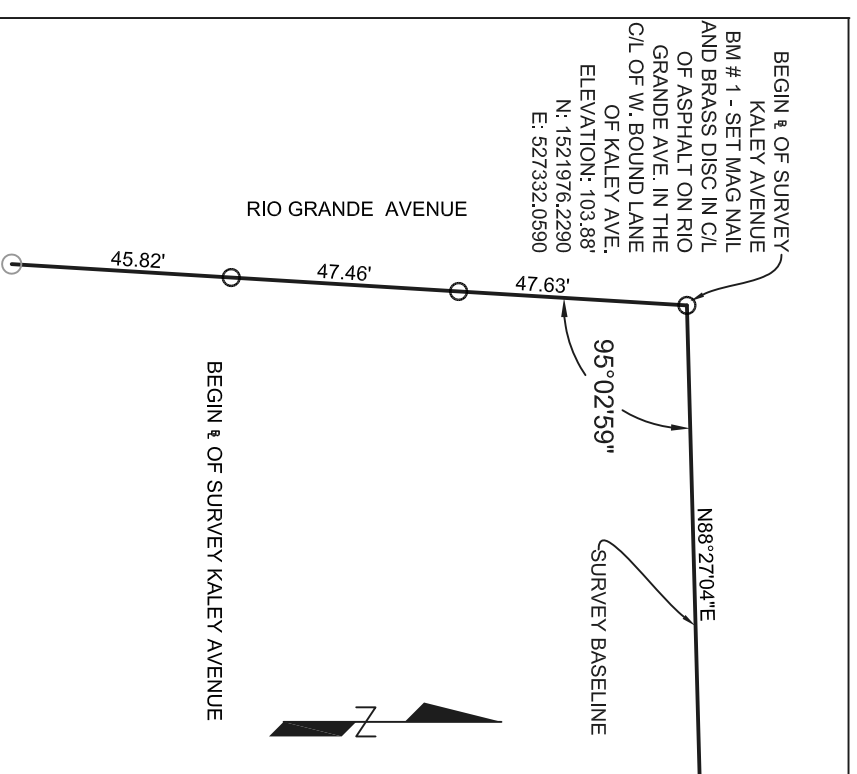 BEGIN ⅊ OF SURVEY
KALEY AVENUE
BM # 1 - SET MAG NAIL
AND BRASS DISC IN C/L
OF ASPHALT ON RIO
GRANDE AVE. IN THE
C/L OF W. BOUND LANE
OF KALEY AVE.
ELEVATION: 103.88'
N: 1521976.2290
E: 527332.0590
RIO GRANDE AVENUE
45.82'
47.46'
47.63'
95°02'59"
N88°27'04"E
SURVEY BASELINE
BEGIN ⅊ OF SURVEY KALEY AVENUE
N